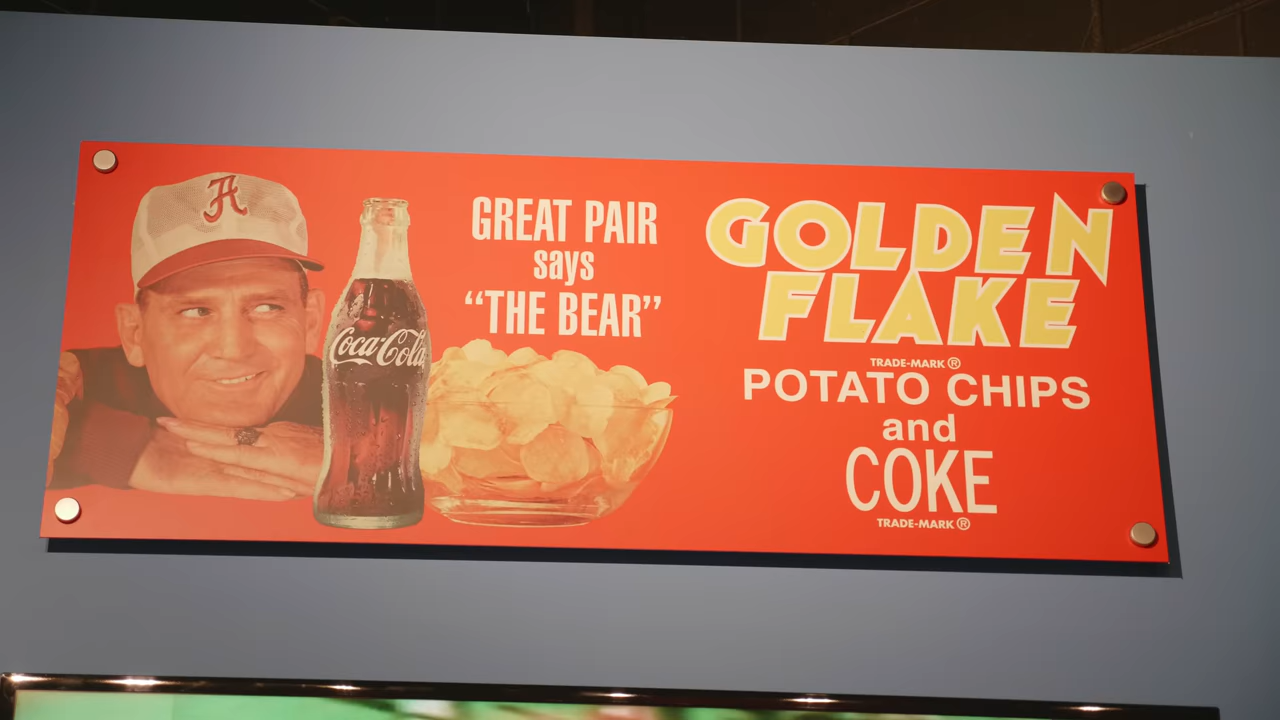 A
Coca-Cola
GREAT PAIR
says
“THE BEAR”
GOLDEN
FLAKE
TRADE-MARK ®
POTATO CHIPS
and
COKE
TRADE-MARK ®